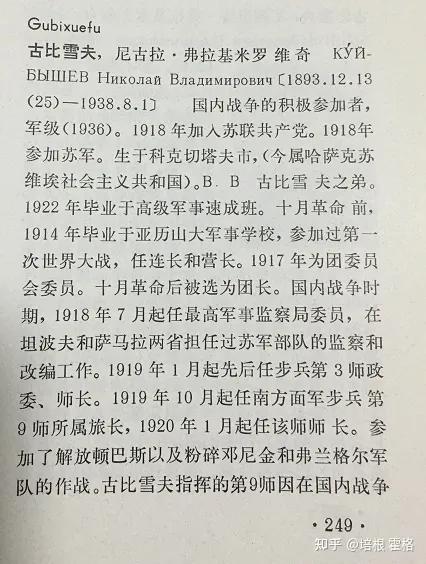 Gubixuefu
古比雪夫，尼古拉·弗拉基米罗维奇 КУ́Й-
БЫШЕВ Николай Владимирович〔1893.12.13
(25)—1938.8.1〕 国内战争的积极参加者，
军级(1936)。1918年加入苏联共产党。1918年
参加苏军。生于科克切塔夫市，(今属哈萨克苏
维埃社会主义共和国)。В. В 古比雪夫之弟。
1922年毕业于高级军事速成班。十月革命前，
1914年毕业于亚历山大军事学校，参加过第一
次世界大战，任连长和营长。1917年为团委员
会委员。十月革命后被选为团长。国内战争时
期，1918年7月起任最高军事监察局委员，在
坦波夫和萨马拉两省担任过苏军部队的监察和
改编工作。1919年1月起先后任步兵第3师政
委、师长。1919年10月起任南方面军步兵第
9师所属旅长，1920年1月起任该师师长。参
加了解放顿巴斯以及粉碎邓尼金和弗兰格尔军
队的作战。古比雪夫指挥的第9师因在国内战争
·249·
知乎 @培根 霍格